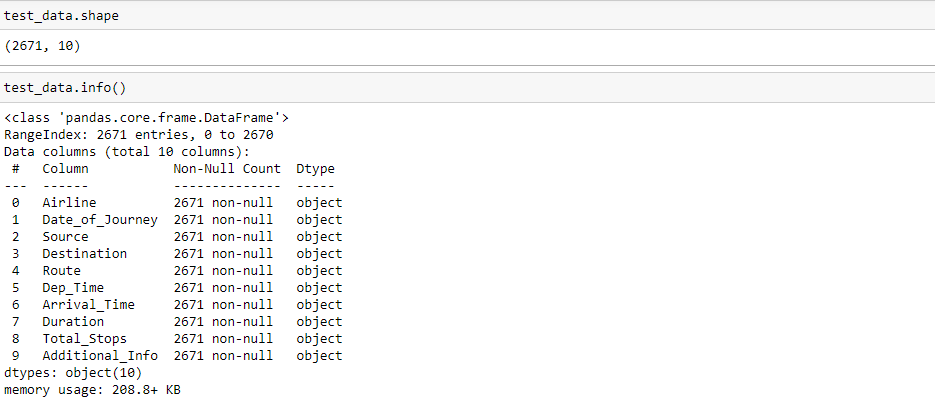 test_data.shape
(2671, 10)
test_data.info()
<class 'pandas.core.frame.DataFrame'>
RangeIndex: 2671 entries, 0 to 2670
Data columns (total 10 columns):
 #   Column           Non-Null Count  Dtype
---  ------           --------------  -----
 0   Airline          2671 non-null   object
 1   Date_of_Journey  2671 non-null   object
 2   Source           2671 non-null   object
 3   Destination      2671 non-null   object
 4   Route            2671 non-null   object
 5   Dep_Time         2671 non-null   object
 6   Arrival_Time     2671 non-null   object
 7   Duration         2671 non-null   object
 8   Total_Stops      2671 non-null   object
 9   Additional_Info  2671 non-null   object
dtypes: object(10)
memory usage: 208.8+ KB